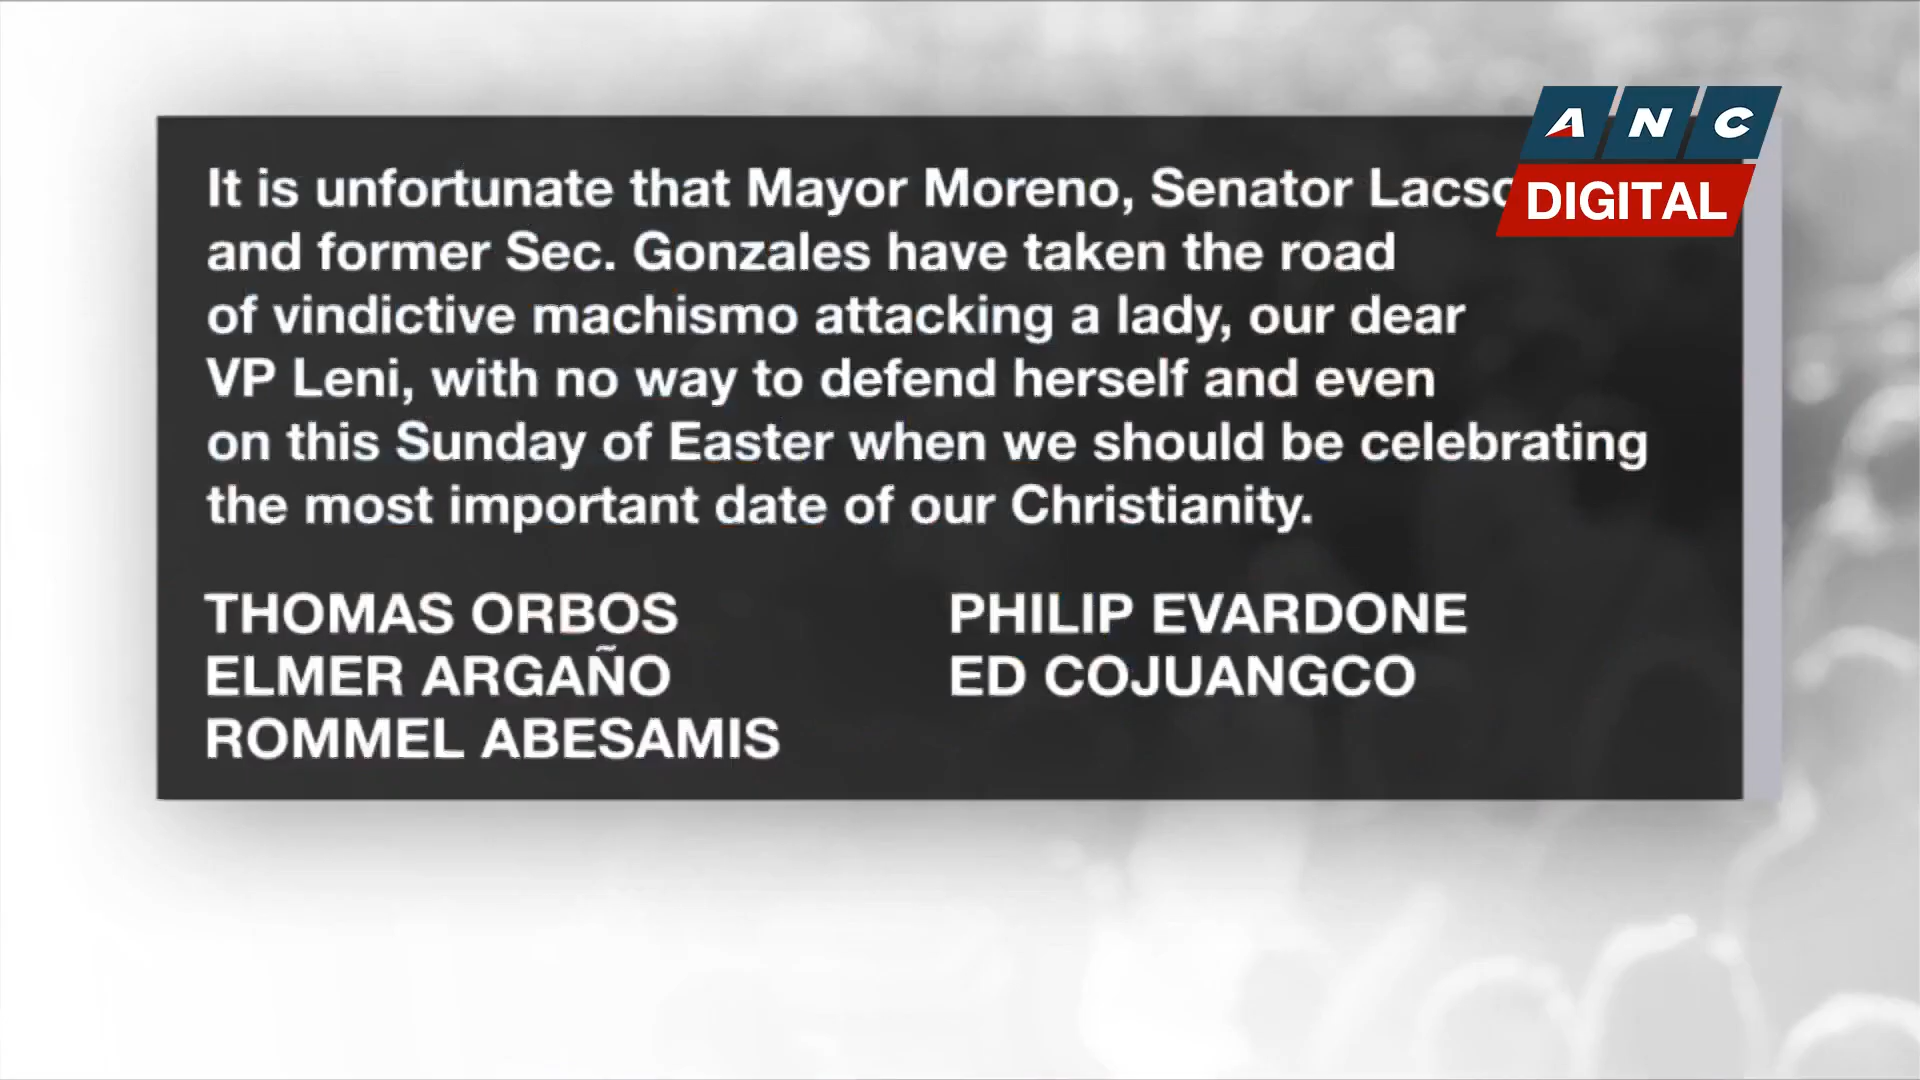 A N C
DIGITAL
It is unfortunate that Mayor Moreno, Senator
and former Sec. Gonzales have taken the road
of vindictive machismo attacking a lady, our dear
VP Leni, with no way to defend herself and even
on this Sunday of Easter when we should be celebrating
the most important date of our Christianity.
THOMAS ORBOS
ELMER ARGAÑO
ROMMEL ABESAMIS
PHILIP EVARDONE
ED COJUANGCO